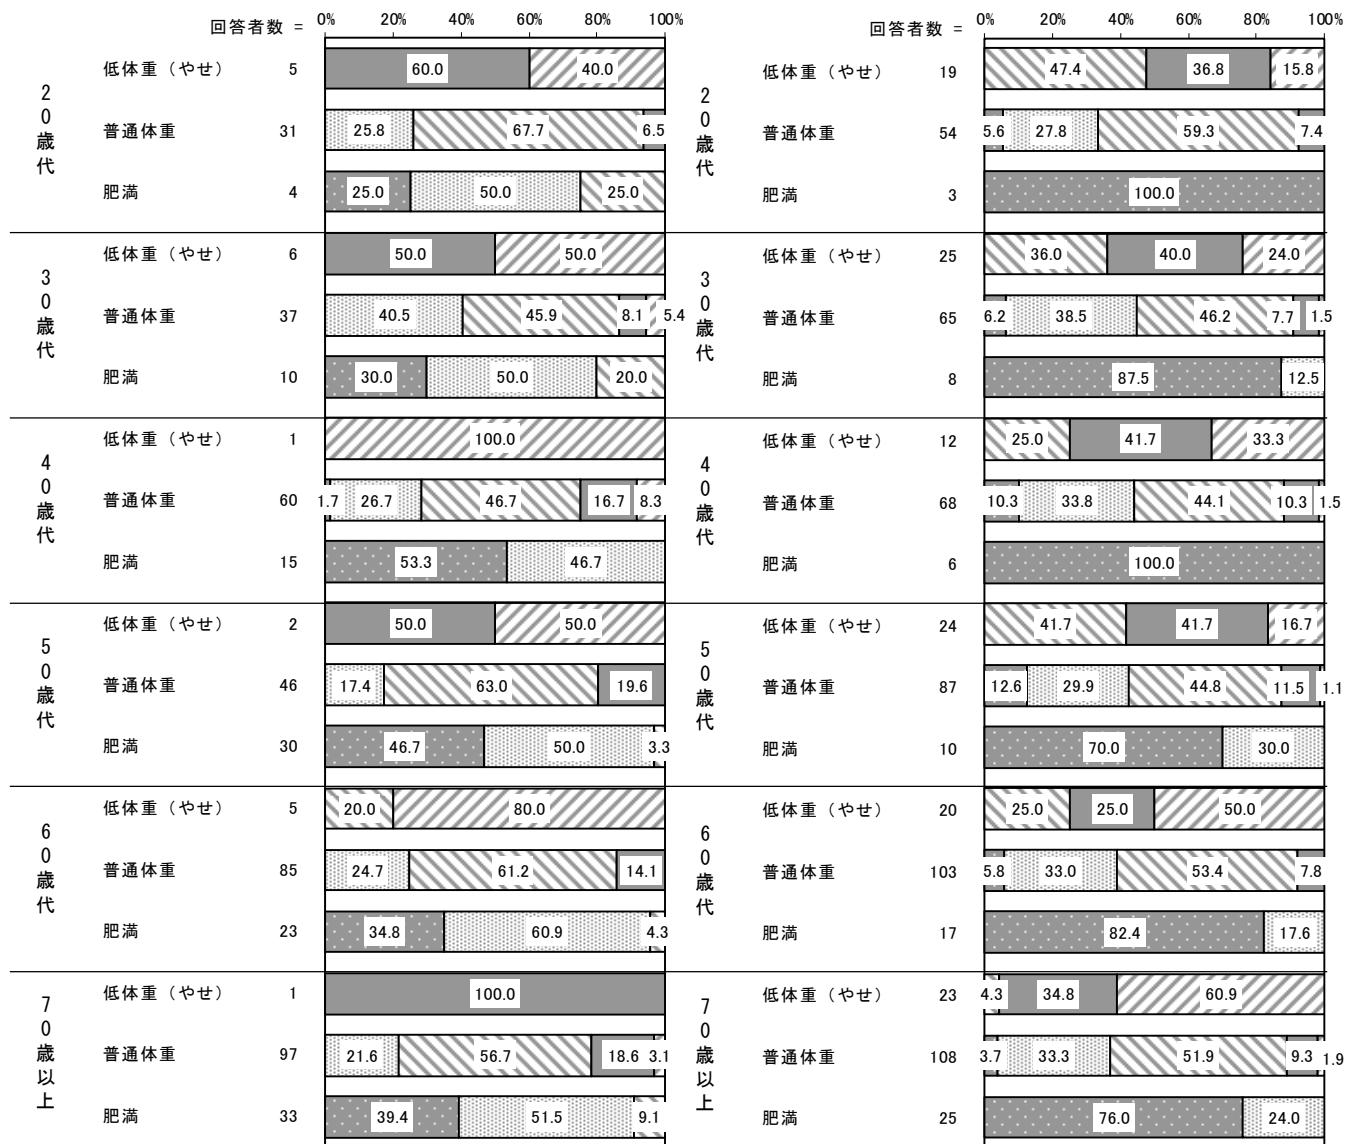 回答者数 = 0% 20% 40% 60% 80% 100%
20歳代
低体重（やせ） 5 60.0 40.0
普通体重 31 25.8 67.7 6.5
肥満 4 25.0 50.0 25.0
30歳代
低体重（やせ） 6 50.0 50.0
普通体重 37 40.5 45.9 8.1 5.4
肥満 10 30.0 50.0 20.0
40歳代
低体重（やせ） 1 100.0
普通体重 60 1.7 26.7 46.7 16.7 8.3
肥満 15 53.3 46.7
50歳代
低体重（やせ） 2 50.0 50.0
普通体重 46 17.4 63.0 19.6
肥満 30 46.7 50.0 3.3
60歳代
低体重（やせ） 5 20.0 80.0
普通体重 85 24.7 61.2 14.1
肥満 23 34.8 60.9 4.3
70歳以上
低体重（やせ） 1 100.0
普通体重 97 21.6 56.7 18.6 3.1
肥満 33 39.4 51.5 9.1
回答者数 = 0% 20% 40% 60% 80% 100%
20歳代
低体重（やせ） 19 47.4 36.8 15.8
普通体重 54 5.6 27.8 59.3 7.4
肥満 3 100.0
30歳代
低体重（やせ） 25 36.0 40.0 24.0
普通体重 65 6.2 38.5 46.2 7.7 1.5
肥満 8 87.5 12.5
40歳代
低体重（やせ） 12 25.0 41.7 33.3
普通体重 68 10.3 33.8 44.1 10.3 1.5
肥満 6 100.0
50歳代
低体重（やせ） 24 41.7 41.7 16.7
普通体重 87 12.6 29.9 44.8 11.5 1.1
肥満 10 70.0 30.0
60歳代
低体重（やせ） 20 25.0 25.0 50.0
普通体重 103 5.8 33.0 53.4 7.8
肥満 17 82.4 17.6
70歳以上
低体重（やせ） 23 4.3 34.8 60.9
普通体重 108 3.7 33.3 51.9 9.3 1.9
肥満 25 76.0 24.0